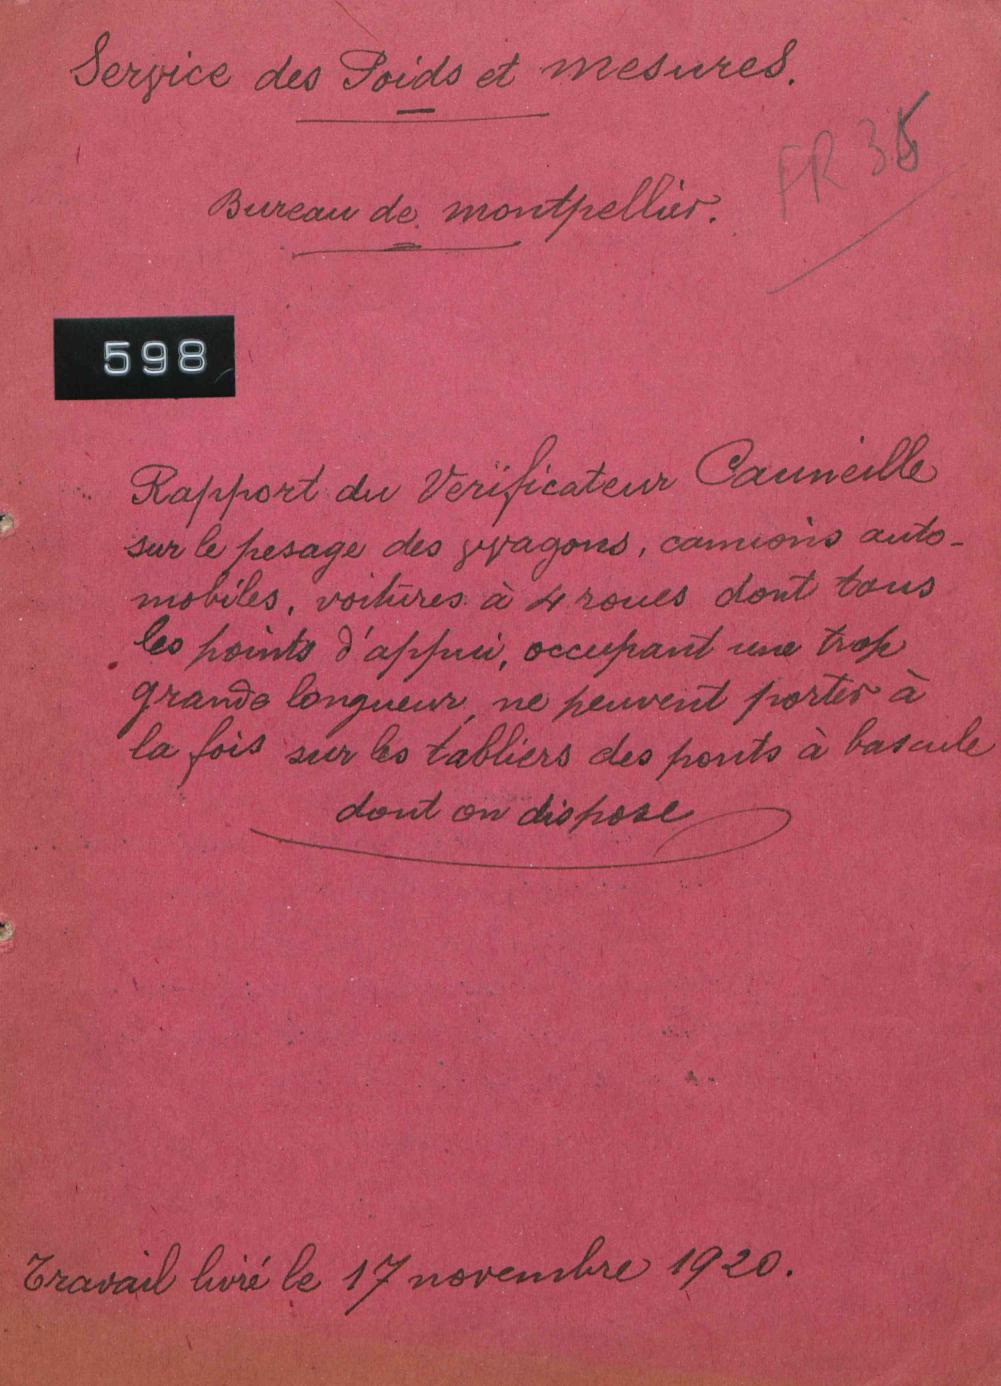 Service des Poids et mesures.
FR 35
Bureau de montpellier.
598
Rapport du Vérificateur Cauneille
sur le pesage des wagons, camions auto-
mobiles, voitures à 4 roues dont tous
les points d'appui, occupant une trop
grande longueur, ne peuvent porter à
la fois sur les tabliers des ponts à bascule
dont on dispose
Travail livré le 17 novembre 1920.